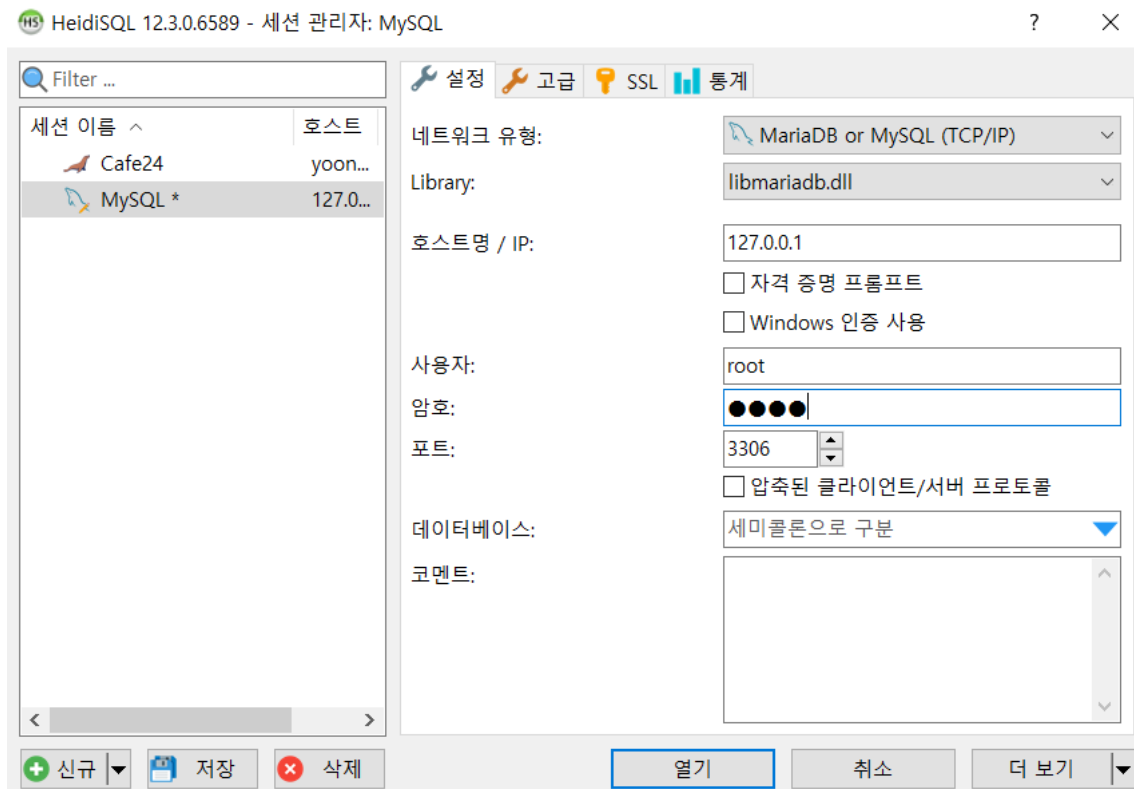 HeidiSQL 12.3.0.6589 - 세션 관리자: MySQL ?
Filter ...
세션 이름 호스트
Cafe24 yoon...
MySQL * 127.0...
설정 고급 SSL 통계
네트워크 유형: MariaDB or MySQL (TCP/IP)
Library: libmariadb.dll
호스트명 / IP: 127.0.0.1
자격 증명 프롬프트
Windows 인증 사용
사용자: root
암호: ●●●●
포트: 3306
압축된 클라이언트/서버 프로토콜
데이터베이스: 세미콜론으로 구분
코멘트:
신규 저장 삭제 열기 취소 더 보기